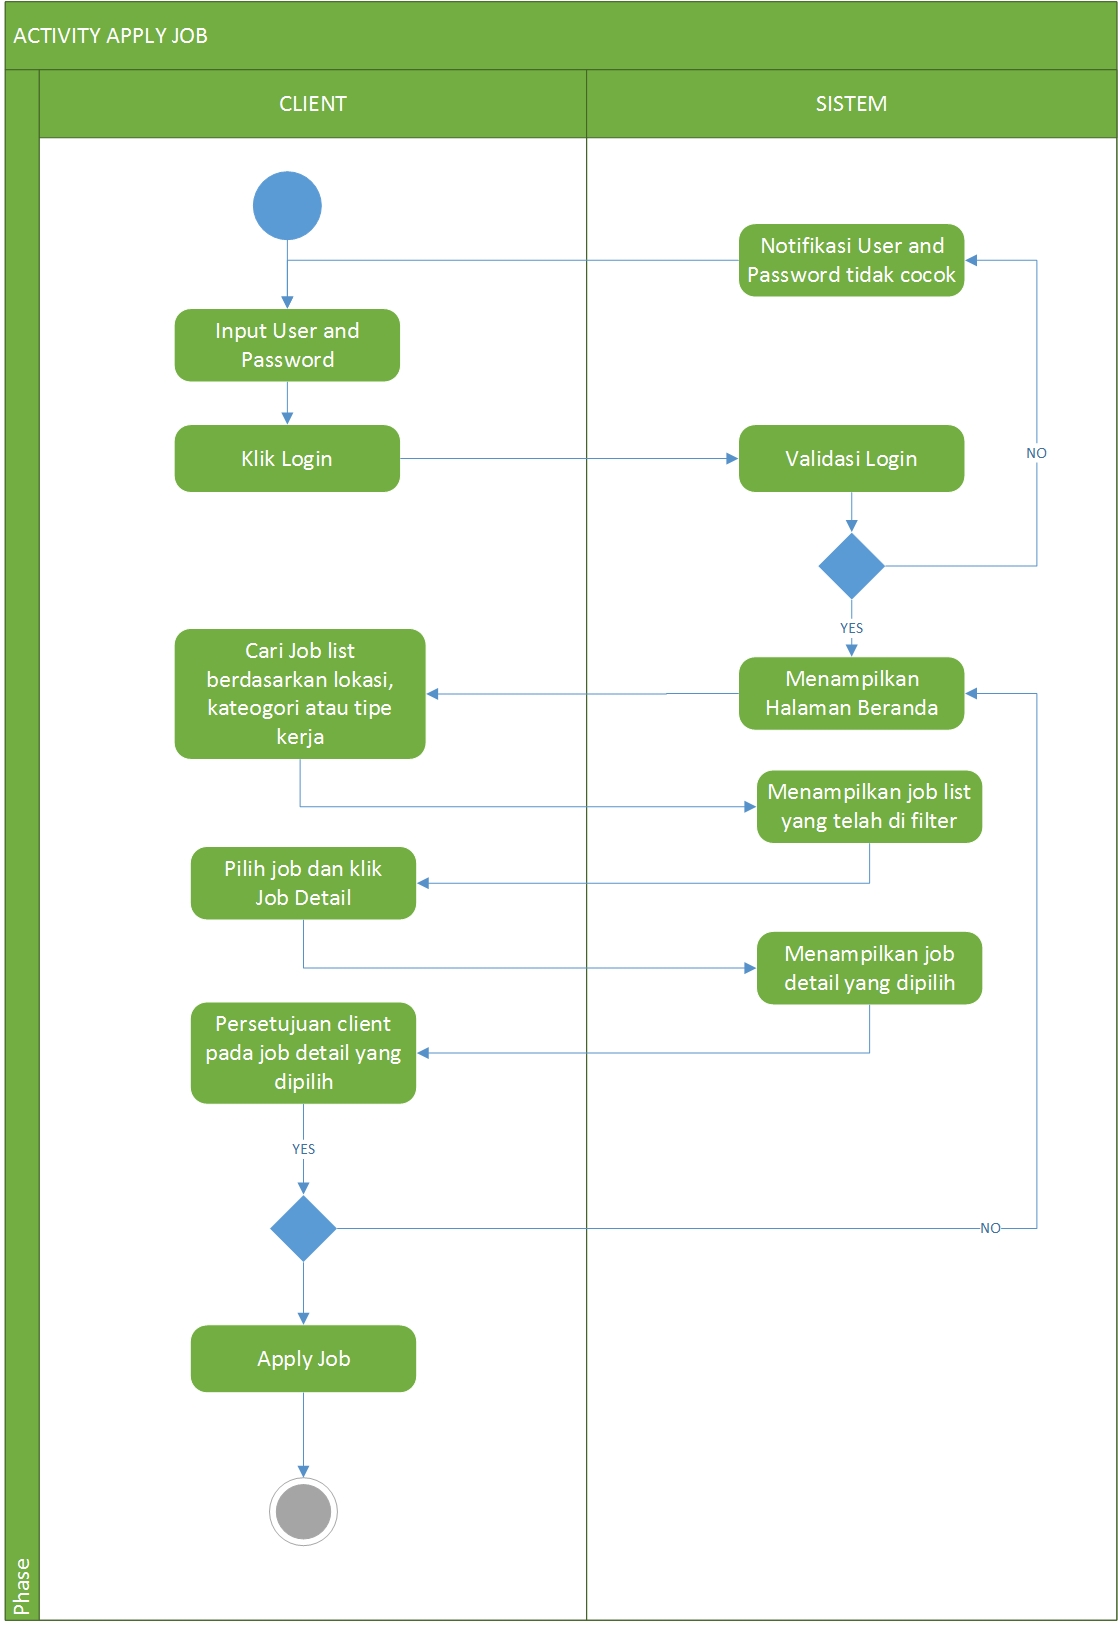 ACTIVITY APPLY JOB
CLIENT
SISTEM
Notifikasi User and
Password tidak cocok
Input User and
Password
Klik Login
Validasi Login
NO
YES
Cari Job list
berdasarkan lokasi,
kateogori atau tipe
kerja
Menampilkan
Halaman Beranda
Menampilkan job list
yang telah di filter
Pilih job dan klik
Job Detail
Menampilkan job
detail yang dipilih
Persetujuan client
pada job detail yang
dipilih
YES
NO
Apply Job
Phase